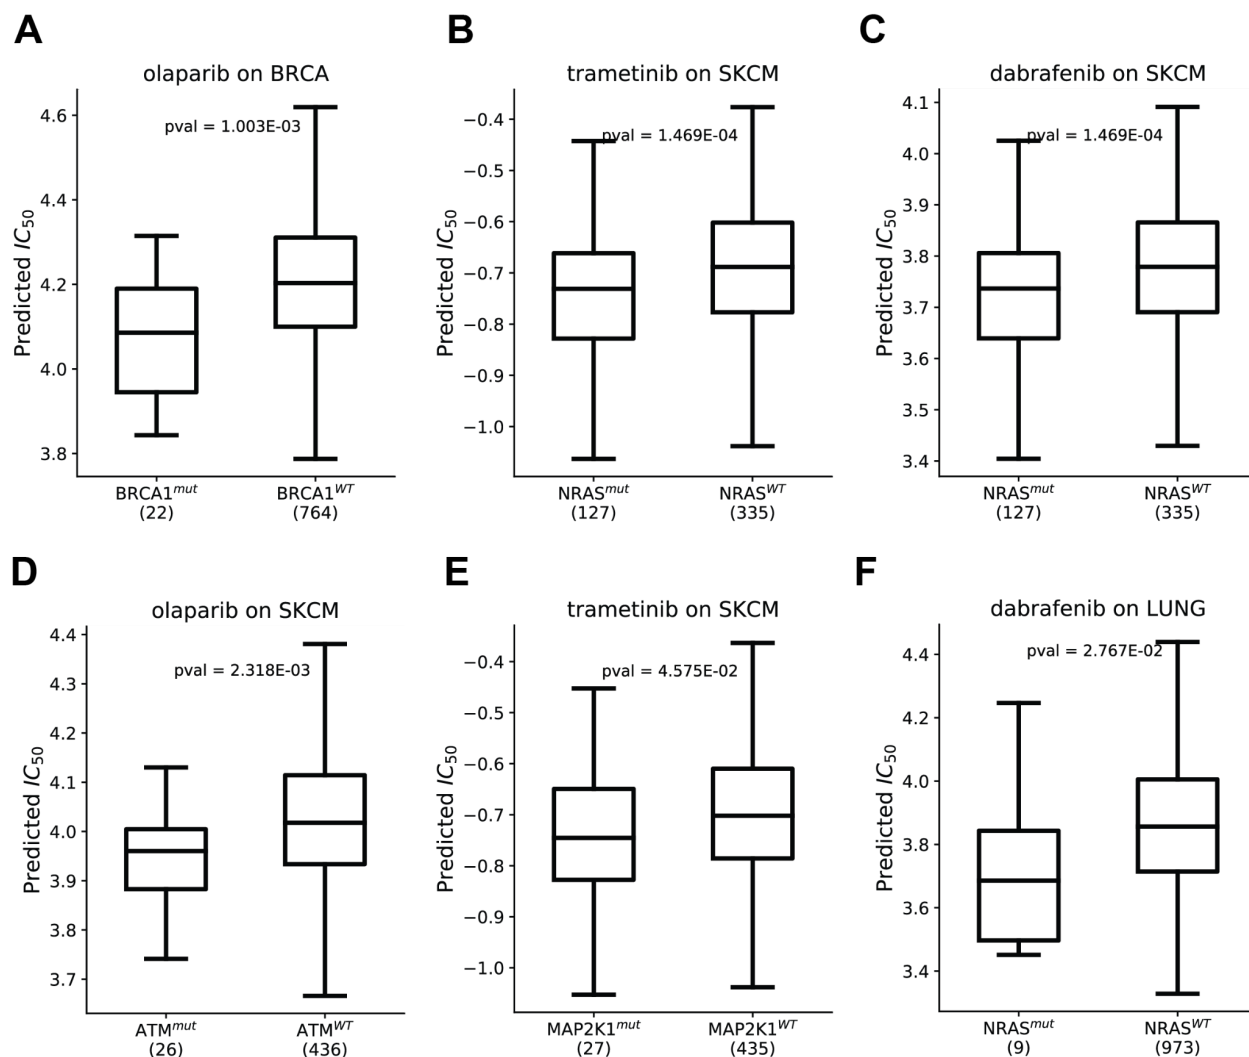 A
olaparib on BRCA
pval = 1.003E-03
Predicted IC50
4.6
4.4
4.2
4.0
3.8
BRCA1mut
(22)
BRCA1WT
(764)
B
trametinib on SKCM
pval = 1.469E-04
Predicted IC50
−0.4
−0.5
−0.6
−0.7
−0.8
−0.9
−1.0
NRASmut
(127)
NRASWT
(335)
C
dabrafenib on SKCM
pval = 1.469E-04
Predicted IC50
4.1
4.0
3.9
3.8
3.7
3.6
3.5
3.4
NRASmut
(127)
NRASWT
(335)
D
olaparib on SKCM
pval = 2.318E-03
Predicted IC50
4.4
4.3
4.2
4.1
4.0
3.9
3.8
3.7
ATMmut
(26)
ATMWT
(436)
E
trametinib on SKCM
pval = 4.575E-02
Predicted IC50
−0.4
−0.5
−0.6
−0.7
−0.8
−0.9
−1.0
MAP2K1mut
(27)
MAP2K1WT
(435)
F
dabrafenib on LUNG
pval = 2.767E-02
Predicted IC50
4.4
4.2
4.0
3.8
3.6
3.4
NRASmut
(9)
NRASWT
(973)